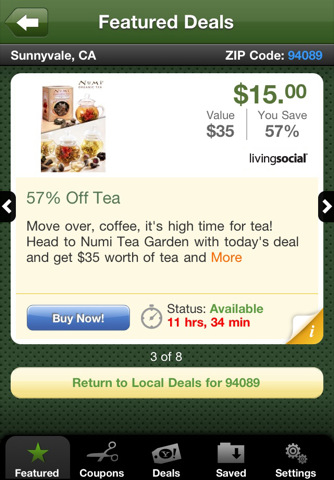 Featured Deals
Sunnyvale, CA ZIP Code: 94089
NUMI
ORGANIC TEA
$15.00
Value You Save
$35 57%
livingsocial
57% Off Tea
Move over, coffee, it's high time for tea!
Head to Numi Tea Garden with today's deal
and get $35 worth of tea and More
Buy Now!
Status: Available
11 hrs, 34 min
i
3 of 8
Return to Local Deals for 94089
Y!
Featured Coupons Deals Saved Settings